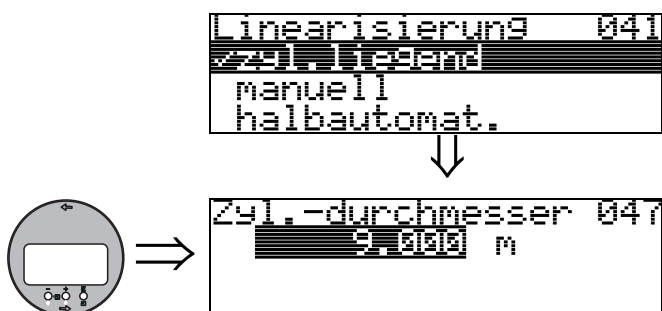 Linearisierung 041
✓zyl. liegend
manuell
halbautomat.
Zyl.-durchmesser 047
9.000 m
- + E